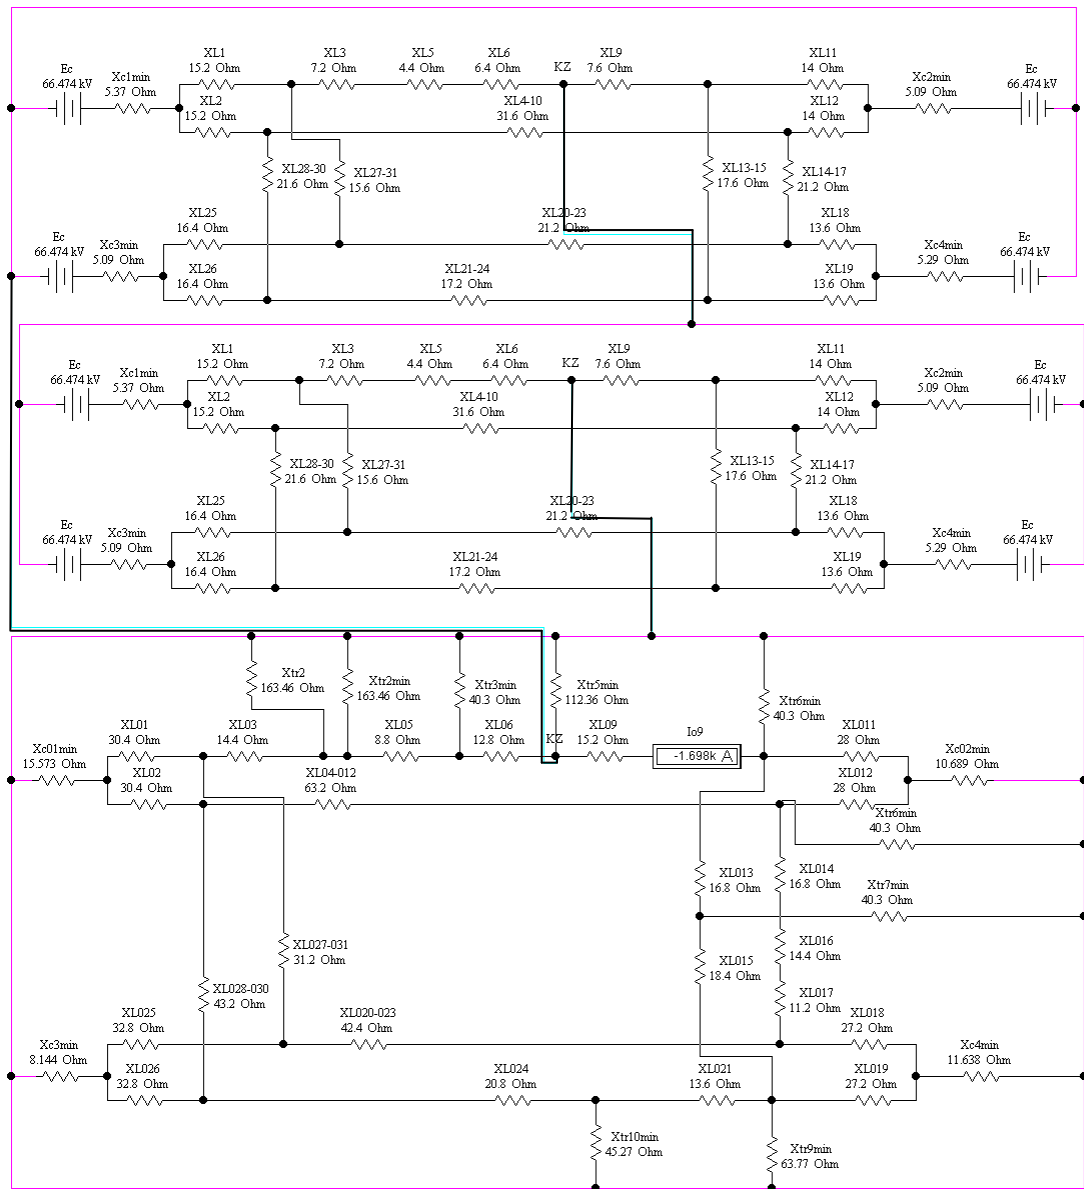 XL1
15.2 Ohm
XL3
7.2 Ohm
XL5
4.4 Ohm
XL6
6.4 Ohm
KZ
XL9
7.6 Ohm
XL11
14 Ohm
Ec
66.474 kV
Xc1min
5.37 Ohm
XL2
15.2 Ohm
XL4-10
31.6 Ohm
XL12
14 Ohm
Xc2min
5.09 Ohm
Ec
66.474 kV
XL28-30
21.6 Ohm
XL27-31
15.6 Ohm
XL13-15
17.6 Ohm
XL14-17
21.2 Ohm
XL25
16.4 Ohm
XL20-23
21.2 Ohm
XL18
13.6 Ohm
Ec
66.474 kV
Xc3min
5.09 Ohm
XL26
16.4 Ohm
XL21-24
17.2 Ohm
XL19
13.6 Ohm
Xc4min
5.29 Ohm
Ec
66.474 kV
XL1
15.2 Ohm
XL3
7.2 Ohm
XL5
4.4 Ohm
XL6
6.4 Ohm
KZ
XL9
7.6 Ohm
XL11
14 Ohm
Ec
66.474 kV
Xc1min
5.37 Ohm
XL2
15.2 Ohm
XL4-10
31.6 Ohm
XL12
14 Ohm
Xc2min
5.09 Ohm
Ec
66.474 kV
XL28-30
21.6 Ohm
XL27-31
15.6 Ohm
XL13-15
17.6 Ohm
XL14-17
21.2 Ohm
XL25
16.4 Ohm
XL20-23
21.2 Ohm
XL18
13.6 Ohm
Ec
66.474 kV
Xc3min
5.09 Ohm
XL26
16.4 Ohm
XL21-24
17.2 Ohm
XL19
13.6 Ohm
Xc4min
5.29 Ohm
Ec
66.474 kV
Xtr2
163.46 Ohm
Xtr2min
163.46 Ohm
Xtr3min
40.3 Ohm
Xtr5min
112.36 Ohm
Xtr6min
40.3 Ohm
XL01
30.4 Ohm
XL03
14.4 Ohm
XL05
8.8 Ohm
XL06
12.8 Ohm
KZ
XL09
15.2 Ohm
Io9
-1.698k A
XL011
28 Ohm
Xc01min
15.573 Ohm
XL02
30.4 Ohm
XL04-012
63.2 Ohm
XL012
28 Ohm
Xc02min
10.689 Ohm
Xtr6min
40.3 Ohm
XL013
16.8 Ohm
XL014
16.8 Ohm
Xtr7min
40.3 Ohm
XL027-031
31.2 Ohm
XL015
18.4 Ohm
XL016
14.4 Ohm
XL028-030
43.2 Ohm
XL017
11.2 Ohm
XL025
32.8 Ohm
XL020-023
42.4 Ohm
XL018
27.2 Ohm
Xc3min
8.144 Ohm
XL026
32.8 Ohm
XL024
20.8 Ohm
XL021
13.6 Ohm
XL019
27.2 Ohm
Xc4min
11.638 Ohm
Xtr10min
45.27 Ohm
Xtr9min
63.77 Ohm